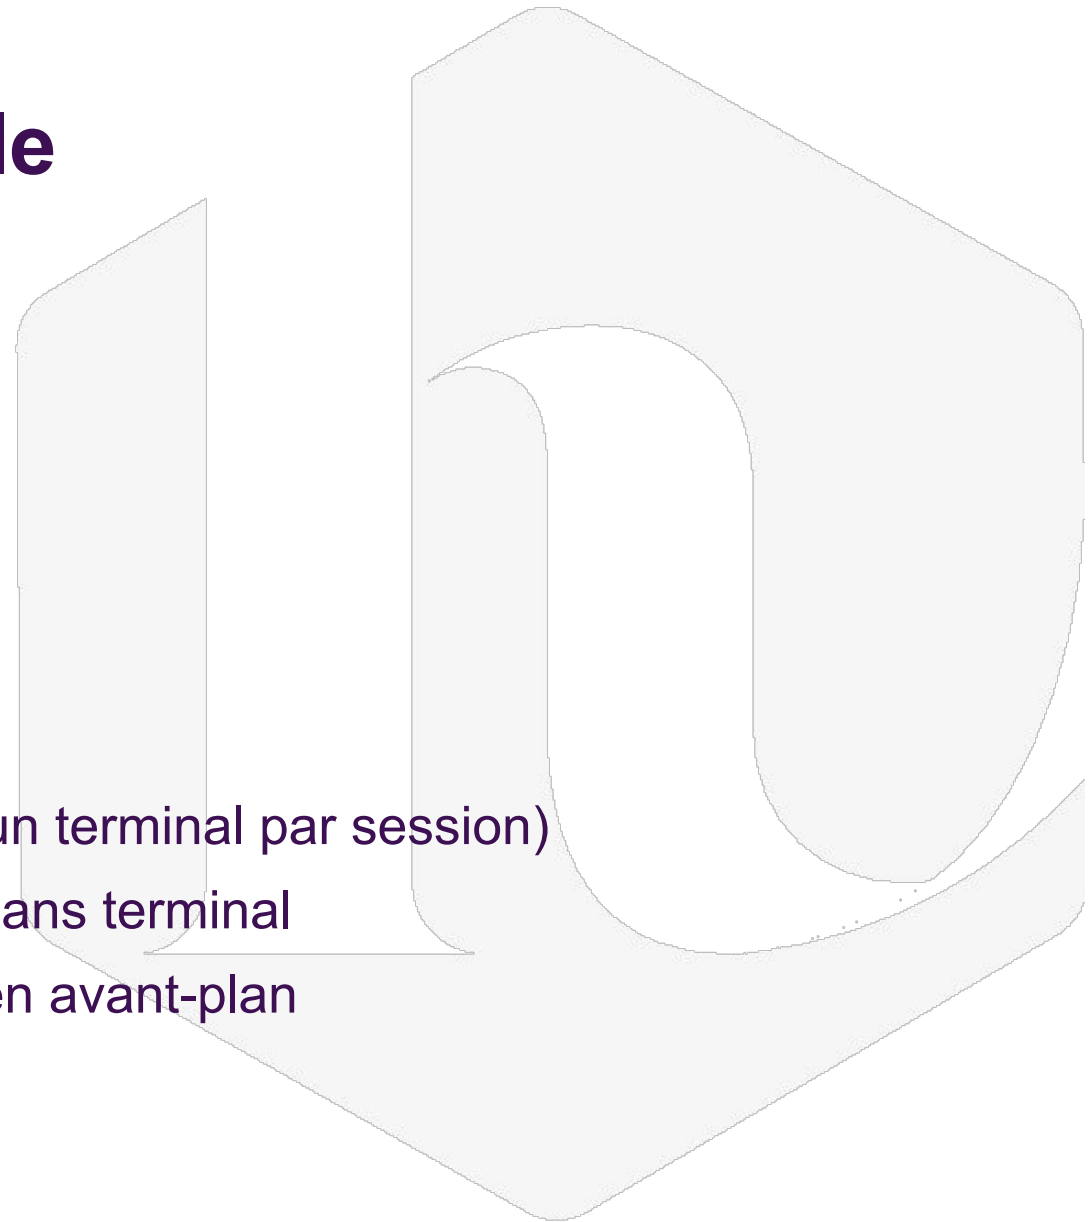 le
un terminal par session)
ans terminal
en avant-plan